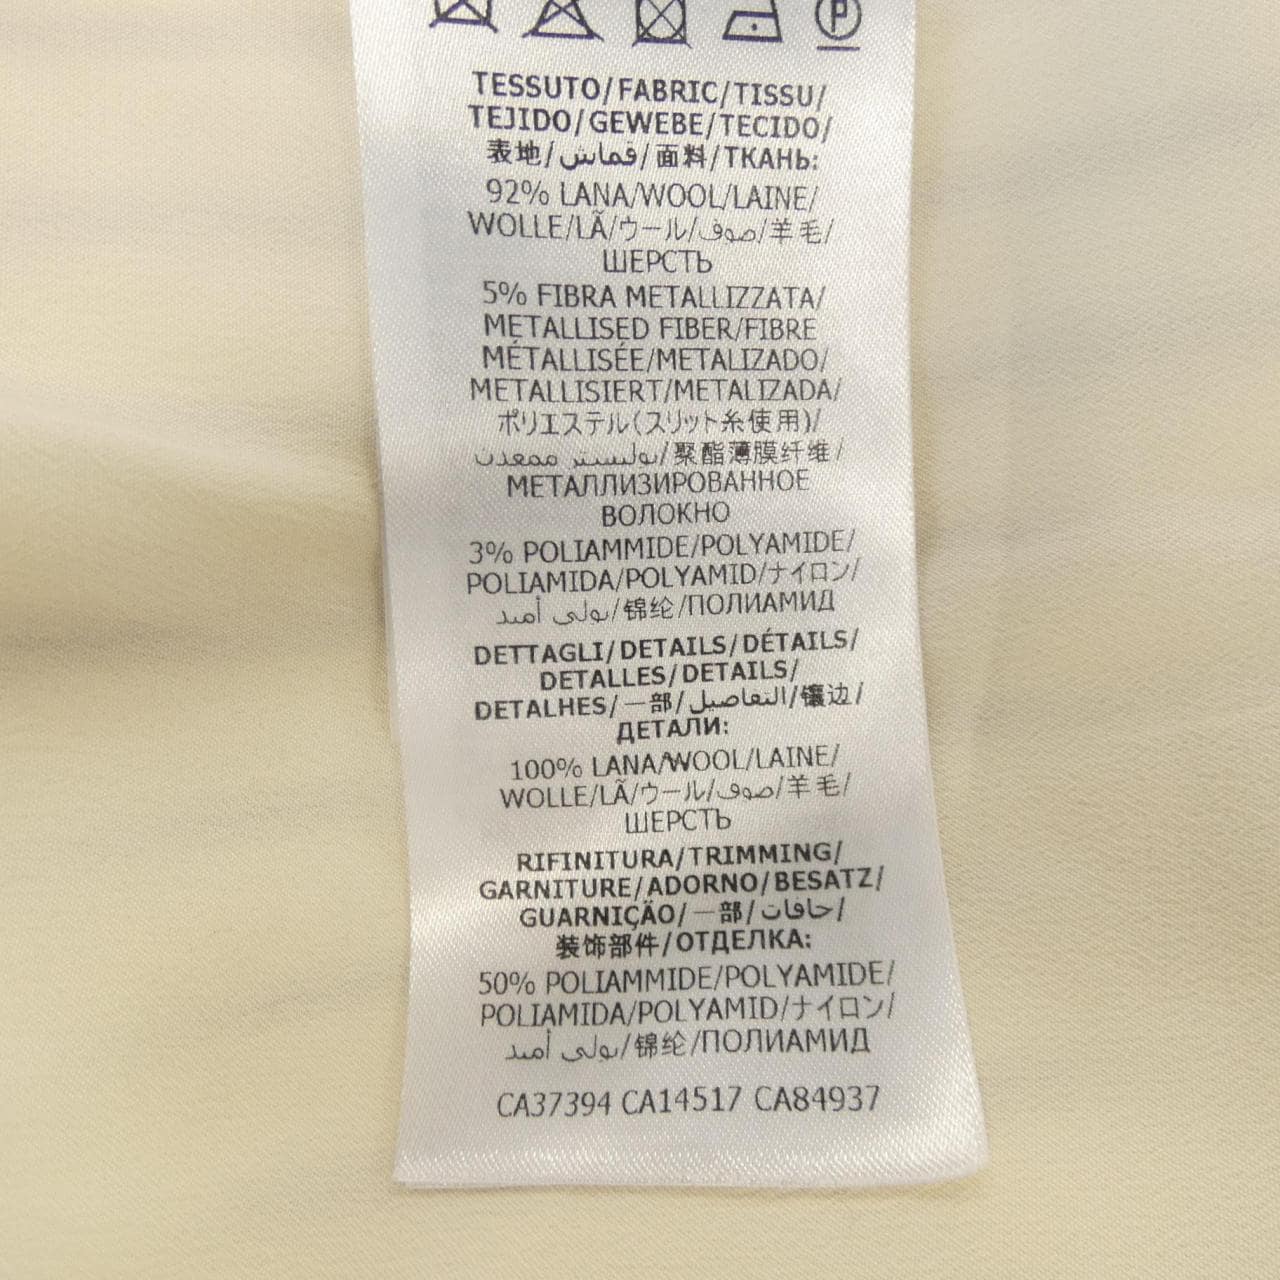 TESSUTO/FABRIC/TISSU/
TEJIDO/GEWEBE/TECIDO/
表地/قماش/面料/ТКАНЬ:
92% LANA/WOOL/LAINE/
WOLLE/LÃ/ウール/صوف/羊毛/
ШЕРСТЬ
5% FIBRA METALLIZZATA/
METALLISED FIBER/FIBRE
MÉTALLISÉE/METALIZADO/
METALLISIERT/METALIZADA/
ポリエステル(スリット糸使用)/
بوليستر ممعدن/聚酯薄膜纤维/
МЕТАЛЛИЗИРОВАННОЕ
ВОЛОКНО
3% POLIAMMIDE/POLYAMIDE/
POLIAMIDA/POLYAMID/ナイロン/
بولي أميد/锦纶/ПОЛИАМИД
DETTAGLI/DETAILS/DÉTAILS/
DETALLES/DETAILS/
DETALHES/一部/التفاصيل/镶边/
ДЕТАЛИ:
100% LANA/WOOL/LAINE/
WOLLE/LÃ/ウール/صوف/羊毛/
ШЕРСТЬ
RIFINITURA/TRIMMING/
GARNITURE/ADORNO/BESATZ/
GUARNIÇÃO/一部/حافات/
装饰部件/ОТДЕЛКА:
50% POLIAMMIDE/POLYAMIDE/
POLIAMIDA/POLYAMID/ナイロン/
بولي أميد/锦纶/ПОЛИАМИД
CA37394 CA14517 CA84937